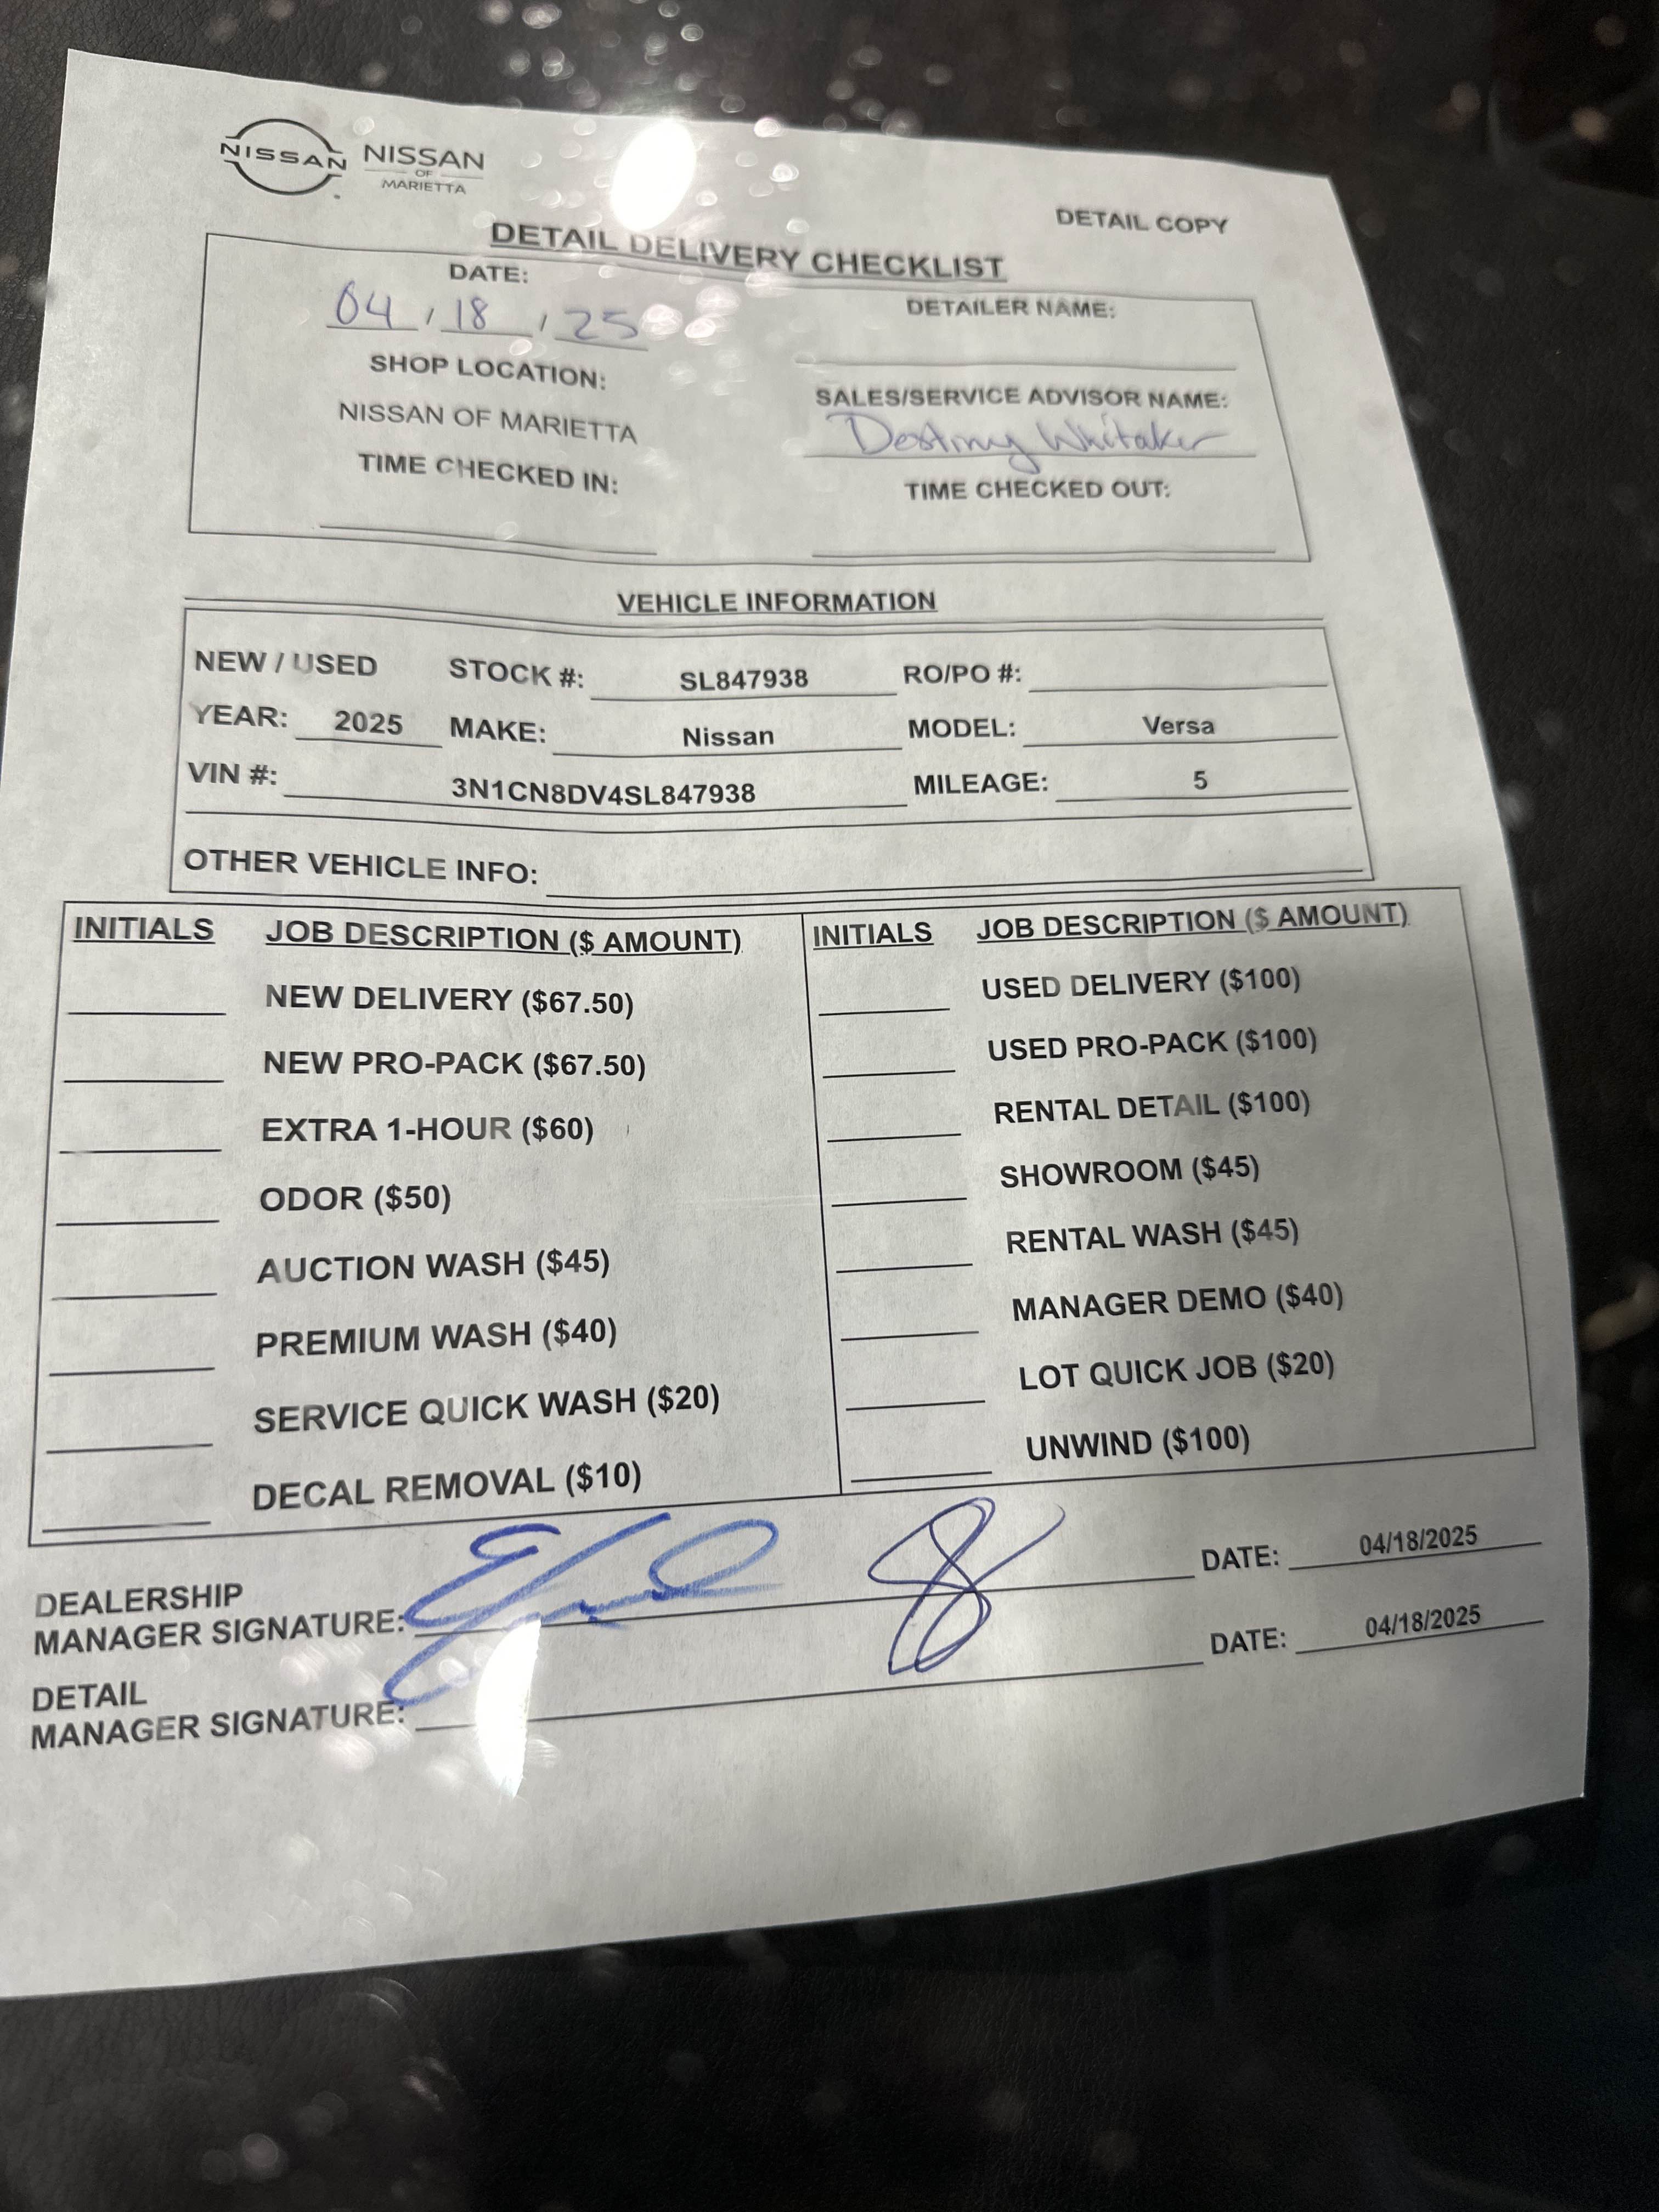 NISSAN NISSAN
OF
MARIETTA
DETAIL COPY
DETAIL DELIVERY CHECKLIST
DATE:
04 / 18 / 25
DETAILER NAME:
SHOP LOCATION:
NISSAN OF MARIETTA
SALES/SERVICE ADVISOR NAME:
Destiny Whitaker
TIME CHECKED IN:
TIME CHECKED OUT:
VEHICLE INFORMATION
NEW / USED STOCK #: SL847938 RO/PO #:
YEAR: 2025 MAKE: Nissan MODEL: Versa
VIN #: 3N1CN8DV4SL847938 MILEAGE: 5
OTHER VEHICLE INFO:
INITIALS JOB DESCRIPTION ($ AMOUNT)
NEW DELIVERY ($67.50)
NEW PRO-PACK ($67.50)
EXTRA 1-HOUR ($60)
ODOR ($50)
AUCTION WASH ($45)
PREMIUM WASH ($40)
SERVICE QUICK WASH ($20)
DECAL REMOVAL ($10)
INITIALS JOB DESCRIPTION ($ AMOUNT)
USED DELIVERY ($100)
USED PRO-PACK ($100)
RENTAL DETAIL ($100)
SHOWROOM ($45)
RENTAL WASH ($45)
MANAGER DEMO ($40)
LOT QUICK JOB ($20)
UNWIND ($100)
DEALERSHIP
MANAGER SIGNATURE: DATE: 04/18/2025
DETAIL
MANAGER SIGNATURE: DATE: 04/18/2025